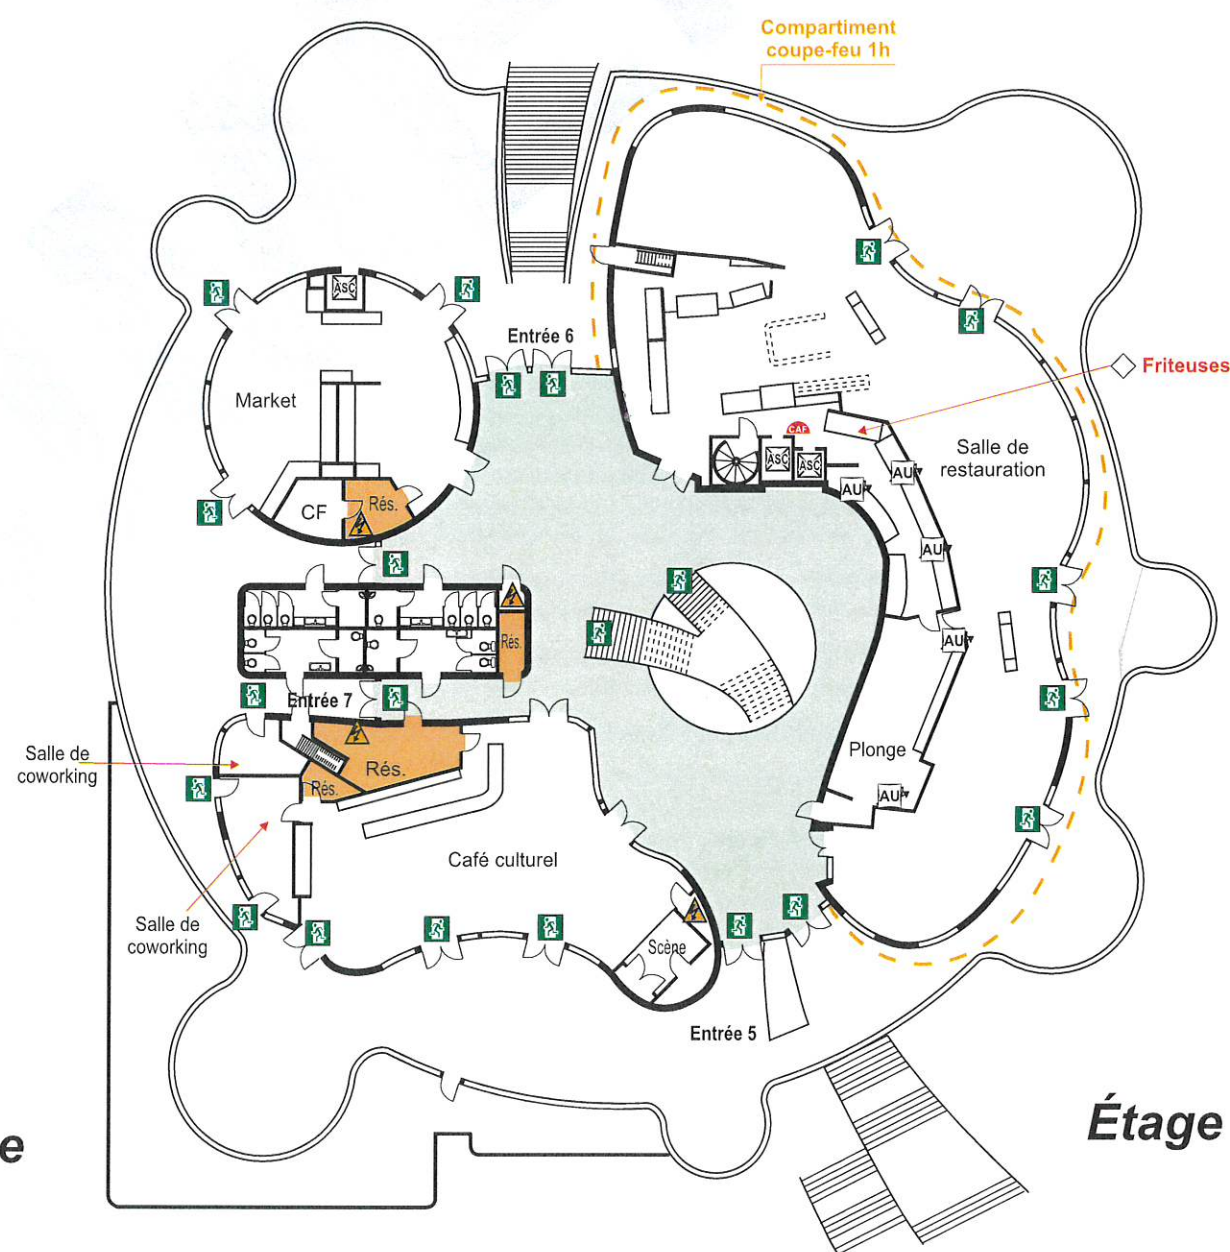 Compartiment
coupe-feu 1h
ASC
Entrée 6
Friteuses
Market
CAF
Salle de
restauration
ASC
ASC
AU
AU
CF
Rés.
AU
Rés.
AU
Entrée 7
Salle de
coworking
Rés.
Rés.
Plonge
AU
Café culturel
Salle de
coworking
Scène
Entrée 5
Étage
e